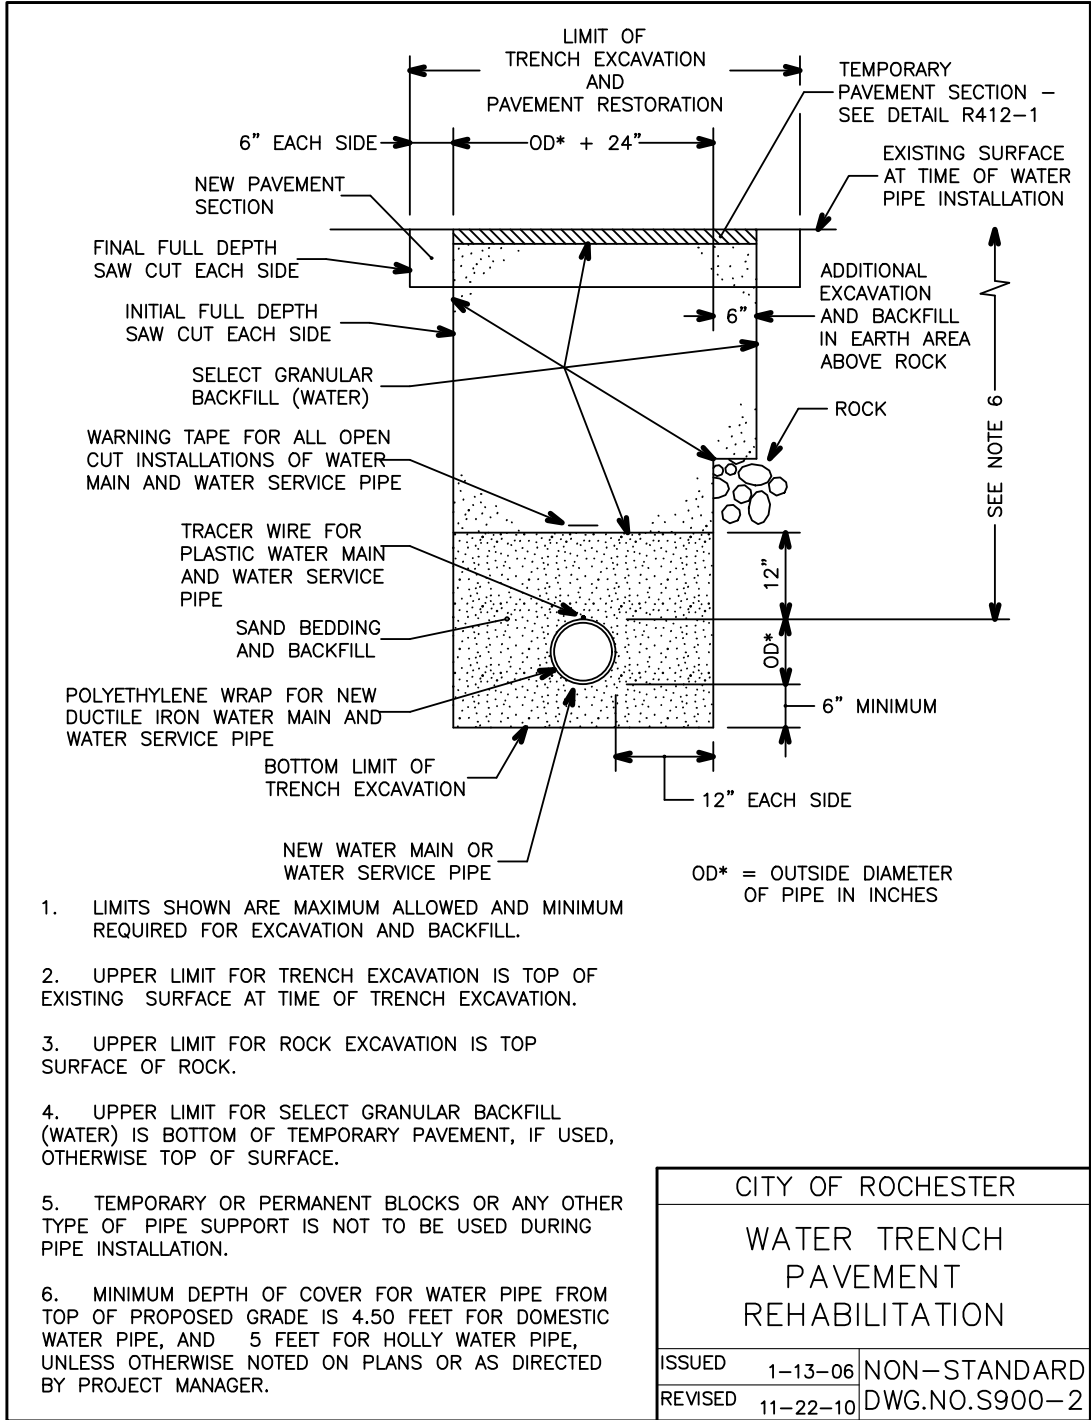 LIMIT OF
TRENCH EXCAVATION
AND
PAVEMENT RESTORATION
TEMPORARY
PAVEMENT SECTION –
SEE DETAIL R412–1
6" EACH SIDE
OD* + 24"
EXISTING SURFACE
AT TIME OF WATER
PIPE INSTALLATION
NEW PAVEMENT
SECTION
FINAL FULL DEPTH
SAW CUT EACH SIDE
ADDITIONAL
EXCAVATION
AND BACKFILL
IN EARTH AREA
ABOVE ROCK
6"
INITIAL FULL DEPTH
SAW CUT EACH SIDE
SELECT GRANULAR
BACKFILL (WATER)
ROCK
SEE NOTE 6
WARNING TAPE FOR ALL OPEN
CUT INSTALLATIONS OF WATER
MAIN AND WATER SERVICE PIPE
TRACER WIRE FOR
PLASTIC WATER MAIN
AND WATER SERVICE
PIPE
12"
SAND BEDDING
AND BACKFILL
OD*
POLYETHYLENE WRAP FOR NEW
DUCTILE IRON WATER MAIN AND
WATER SERVICE PIPE
6" MINIMUM
BOTTOM LIMIT OF
TRENCH EXCAVATION
12" EACH SIDE
NEW WATER MAIN OR
WATER SERVICE PIPE
OD* = OUTSIDE DIAMETER
OF PIPE IN INCHES
1. LIMITS SHOWN ARE MAXIMUM ALLOWED AND MINIMUM
REQUIRED FOR EXCAVATION AND BACKFILL.
2. UPPER LIMIT FOR TRENCH EXCAVATION IS TOP OF
EXISTING SURFACE AT TIME OF TRENCH EXCAVATION.
3. UPPER LIMIT FOR ROCK EXCAVATION IS TOP
SURFACE OF ROCK.
4. UPPER LIMIT FOR SELECT GRANULAR BACKFILL
(WATER) IS BOTTOM OF TEMPORARY PAVEMENT, IF USED,
OTHERWISE TOP OF SURFACE.
5. TEMPORARY OR PERMANENT BLOCKS OR ANY OTHER
TYPE OF PIPE SUPPORT IS NOT TO BE USED DURING
PIPE INSTALLATION.
6. MINIMUM DEPTH OF COVER FOR WATER PIPE FROM
TOP OF PROPOSED GRADE IS 4.50 FEET FOR DOMESTIC
WATER PIPE, AND 5 FEET FOR HOLLY WATER PIPE,
UNLESS OTHERWISE NOTED ON PLANS OR AS DIRECTED
BY PROJECT MANAGER.
CITY OF ROCHESTER
WATER TRENCH
PAVEMENT
REHABILITATION
ISSUED 1–13–06
REVISED 11–22–10
NON–STANDARD
DWG.NO.S900–2